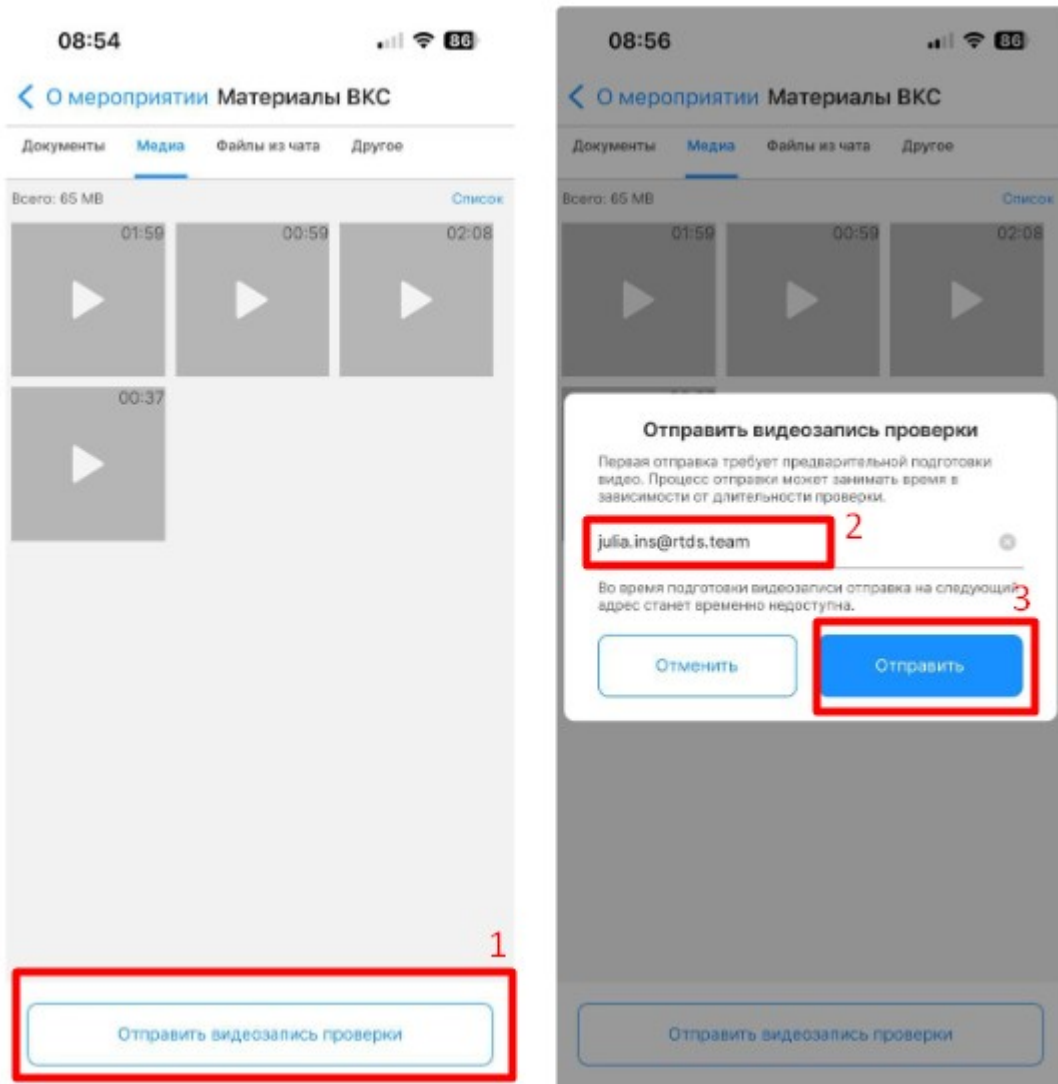 08:54
86
О мероприятии Материалы ВКС
Документы Медиа Файлы из чата Другое
Всего: 65 MB Список
01:59 00:59 02:08
00:37
1
Отправить видеозапись проверки
08:56
86
О мероприятии Материалы ВКС
Документы Медиа Файлы из чата Другое
Всего: 65 MB Список
01:59 00:59 02:08
Отправить видеозапись проверки
Первая отправка требует предварительной подготовки
видео. Процесс отправки может занимать время в
зависимости от длительности проверки.
julia.ins@rtds.team
2
Во время подготовки видеозаписи отправка на следующий
адрес станет временно недоступна.
3
Отменить Отправить
Отправить видеозапись проверки